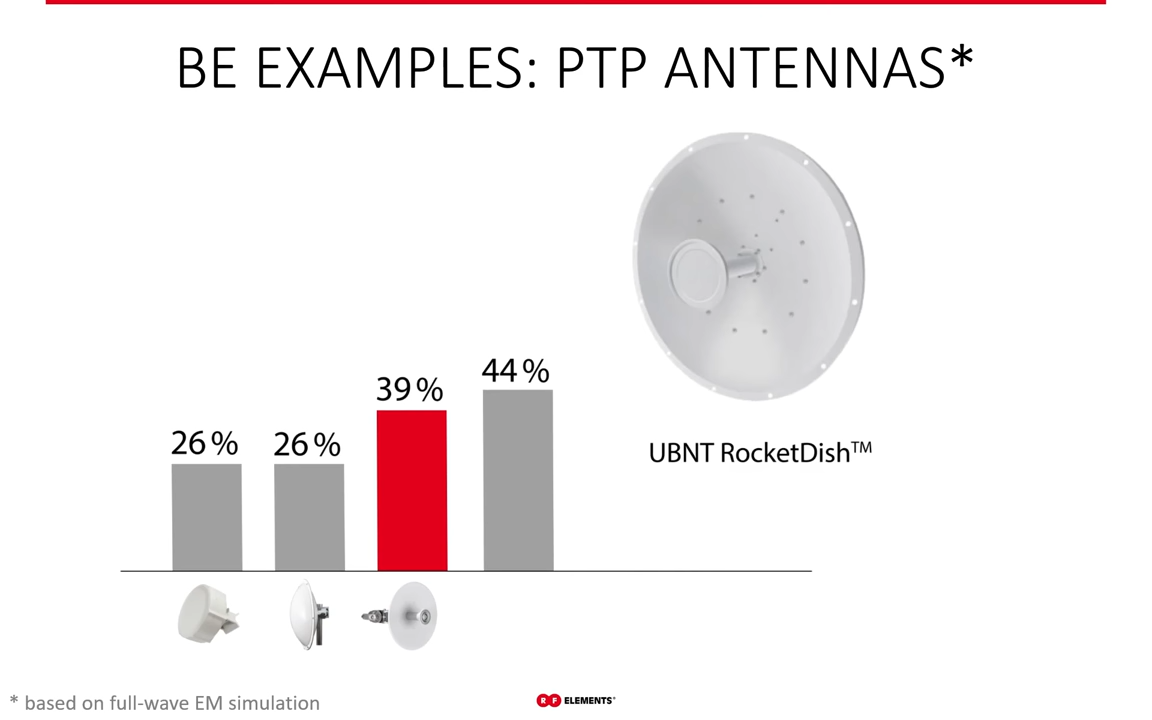 BE EXAMPLES: PTP ANTENNAS*
44 %
39 %
26 %
26 %
UBNT RocketDish™
* based on full-wave EM simulation
RF ELEMENTS®